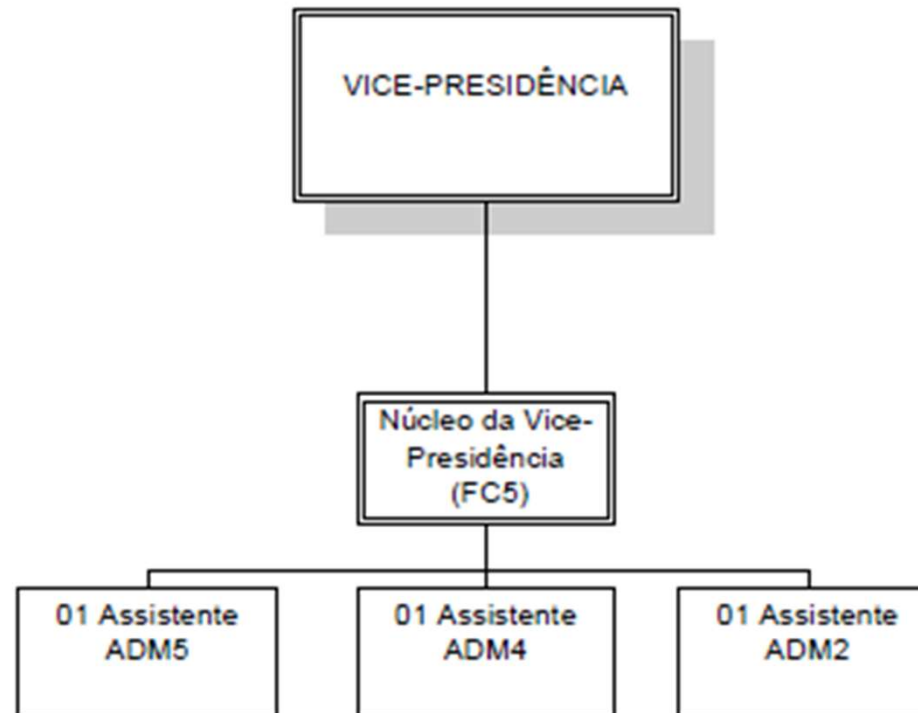 VICE-PRESIDÊNCIA
Núcleo da Vice-
Presidência
(FC5)
01 Assistente
ADM5
01 Assistente
ADM4
01 Assistente
ADM2